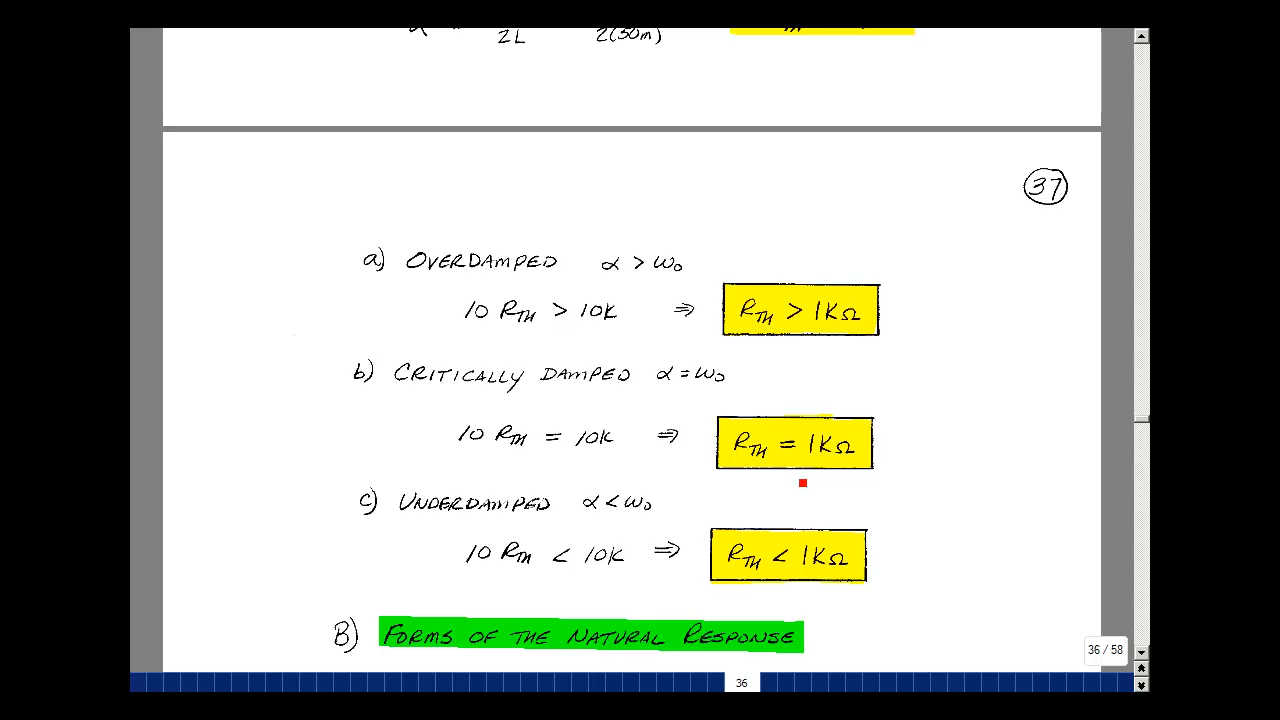 2L 2(50m)
37
a) OVERDAMPED α > ω₀
10 R_TH > 10K ⇒ R_TH > 1KΩ
b) CRITICALLY DAMPED α = ω₀
10 R_TH = 10K ⇒ R_TH = 1KΩ
c) UNDERDAMPED α < ω₀
10 R_TH < 10K ⇒ R_TH < 1KΩ
B) FORMS OF THE NATURAL RESPONSE
36 / 58
36